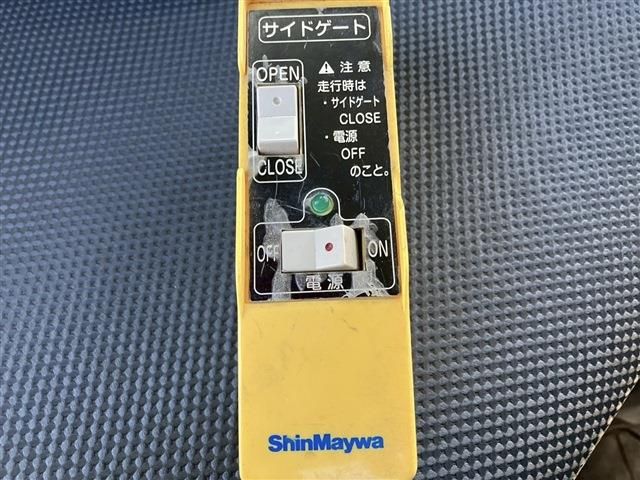 サイドゲート
OPEN
CLOSE
⚠注意
走行時は
・サイドゲート
CLOSE
・電源
OFF
のこと。
OFF
ON
電源
ShinMaywa